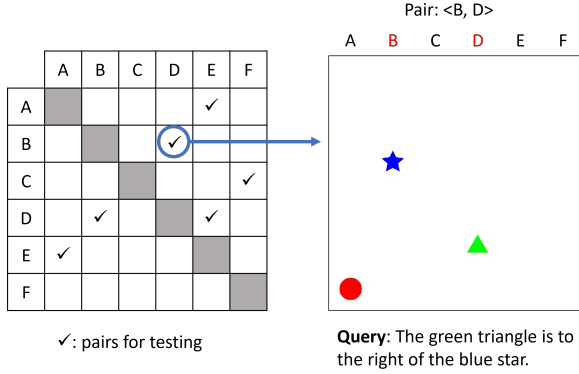 Pair: <B, D>
A B C D E F
A B C D E F
A ✓
B ✓
C ✓
D ✓ ✓
E ✓
F
✓: pairs for testing
Query: The green triangle is to
the right of the blue star.